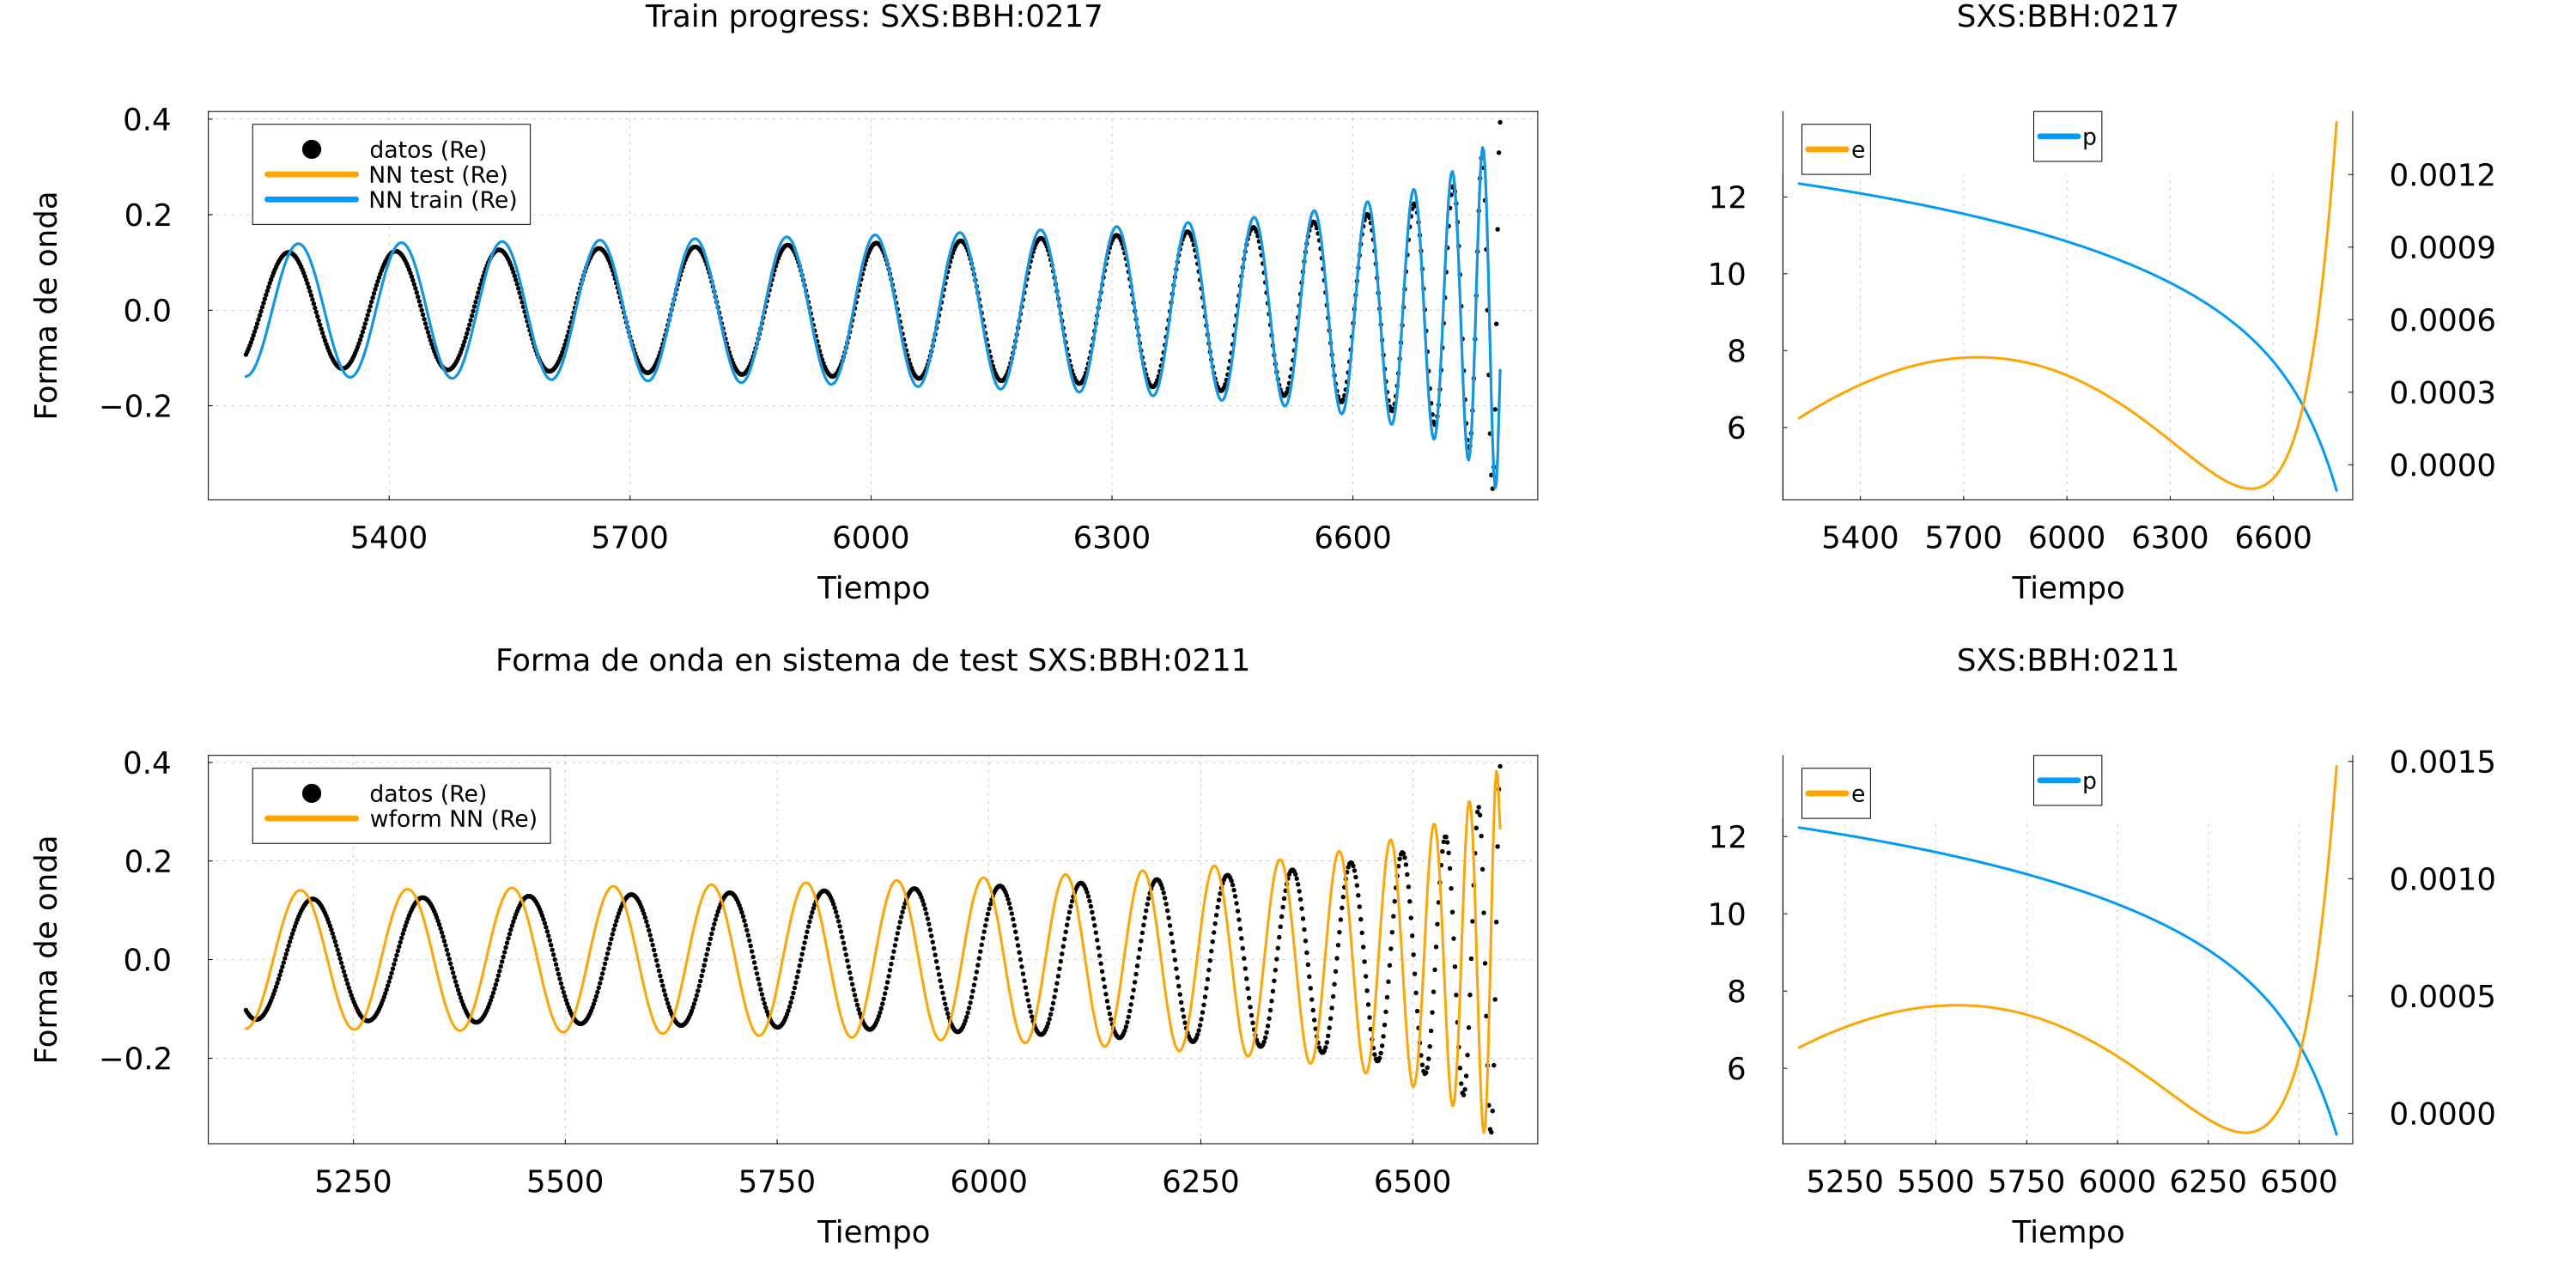 Train progress: SXS:BBH:0217
Forma de onda
0.4
0.2
0.0
−0.2
datos (Re)
NN test (Re)
NN train (Re)
5400 5700 6000 6300 6600
Tiempo
SXS:BBH:0217
e
p
12
10
8
6
0.0012
0.0009
0.0006
0.0003
0.0000
5400 5700 6000 6300 6600
Tiempo
Forma de onda en sistema de test SXS:BBH:0211
Forma de onda
0.4
0.2
0.0
−0.2
datos (Re)
wform NN (Re)
5250 5500 5750 6000 6250 6500
Tiempo
SXS:BBH:0211
e
p
12
10
8
6
0.0015
0.0010
0.0005
0.0000
5250 5500 5750 6000 6250 6500
Tiempo